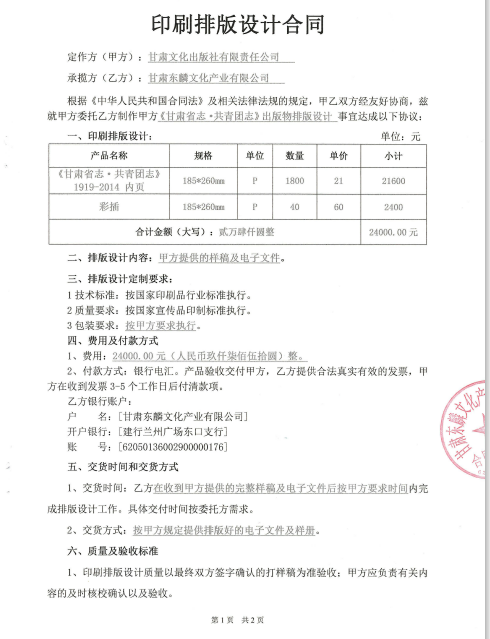 印刷排版设计合同
定作方（甲方）：甘肃文化出版社有限责任公司
承揽方（乙方）：甘肃东麟文化产业有限公司
根据《中华人民共和国合同法》及相关法律法规的规定，甲乙双方经友好协商，兹
就甲方委托乙方制作甲方《甘肃省志·共青团志》出版物排版设计 事宜达成以下协议：
一、印刷排版设计： 单位：元
产品名称 规格 单位 数量 单价 小计
《甘肃省志·共青团志》
1919-2014 内页 185*260mm P 1800 21 21600
彩插 185*260mm P 40 60 2400
合计金额（大写）：贰万肆仟圆整 24000.00 元
二、排版设计内容：甲方提供的样稿及电子文件。
三、排版设计定制要求：
1 技术标准：按国家印刷品行业标准执行。
2 质量要求：按国家宣传品印制标准执行。
3 包装要求：按甲方要求执行。
四、费用及付款方式
1、费用：24000.00 元（人民币玖仟柒佰伍拾圆）整。
2、付款方式：银行电汇。产品验收交付甲方，乙方提供合法真实有效的发票，甲
方在收到发票 3-5 个工作日后付清款项。
乙方银行账户：
户 名：[甘肃东麟文化产业有限公司]
开户银行：[建行兰州广场东口支行]
账 号：[62050136002900000176]
五、交货时间和交货方式
1、交货时间：乙方在收到甲方提供的完整样稿及电子文件后按甲方要求时间内完
成排版设计工作。具体交付时间按委托方需求。
2、交货方式：按甲方规定提供排版好的电子文件及样册。
六、质量及验收标准
1、印刷排版设计质量以最终双方签字确认的打样稿为准验收；甲方应负责有关内
容的及时核校确认以及验收。
第 1 页 共 2 页
甘肃东麟文化产